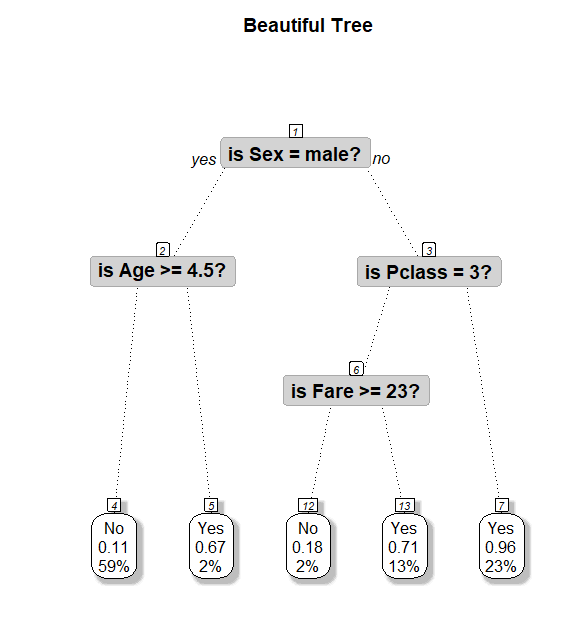 Beautiful Tree
1
yes is Sex = male? no
2
is Age >= 4.5?
3
is Pclass = 3?
6
is Fare >= 23?
4
No
0.11
59%
5
Yes
0.67
2%
12
No
0.18
2%
13
Yes
0.71
13%
7
Yes
0.96
23%